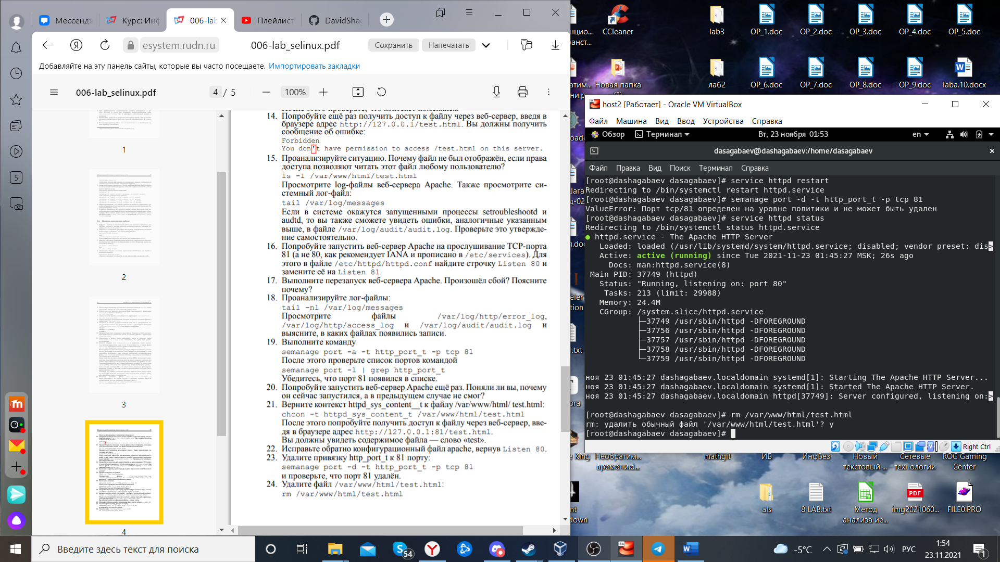 Мессендж
Курс: Инф
006-lab
Плейлист
DavidSha
esystem.rudn.ru
006-lab_selinux.pdf
Сохранить
Напечатать
Добавляйте на эту панель сайты, которые вы часто посещаете. Импортировать закладки
006-lab_selinux.pdf
4 / 5
100%
1
2
3
4
14. Попробуйте ещё раз получить доступ к файлу через веб-сервер, введя в
браузере адрес http://127.0.0.1/test.html. Вы должны получить
сообщение об ошибке:
Forbidden
You don't have permission to access /test.html on this server.
15. Проанализируйте ситуацию. Почему файл не был отображён, если права
доступа позволяют читать этот файл любому пользователю?
ls -l /var/www/html/test.html
Просмотрите log-файлы веб-сервера Apache. Также просмотрите си-
стемный лог-файл:
tail /var/log/messages
Если в системе окажутся запущенными процессы setroubleshootd и
audtd, то вы также сможете увидеть ошибки, аналогичные указанным
выше, в файле /var/log/audit/audit.log. Проверьте это утвержде-
ние самостоятельно.
16. Попробуйте запустить веб-сервер Apache на прослушивание TCP-порта
81 (а не 80, как рекомендует IANA и прописано в /etc/services). Для
этого в файле /etc/httpd/httpd.conf найдите строчку Listen 80 и
замените её на Listen 81.
17. Выполните перезапуск веб-сервера Apache. Произошёл сбой? Поясните
почему?
18. Проанализируйте лог-файлы:
tail -nl /var/log/messages
Просмотрите файлы /var/log/http/error_log,
/var/log/http/access_log и /var/log/audit/audit.log и
выясните, в каких файлах появились записи.
19. Выполните команду
semanage port -a -t http_port_t -р tcp 81
После этого проверьте список портов командой
semanage port -l | grep http_port_t
Убедитесь, что порт 81 появился в списке.
20. Попробуйте запустить веб-сервер Apache ещё раз. Поняли ли вы, почему
он сейчас запустился, а в предыдущем случае не смог?
21. Верните контекст httpd_sys_cоntent__t к файлу /var/www/html/ test.html:
chcon -t httpd_sys_content_t /var/www/html/test.html
После этого попробуйте получить доступ к файлу через веб-сервер, вве-
дя в браузере адрес http://127.0.0.1:81/test.html.
Вы должны увидеть содержимое файла — слово «test».
22. Исправьте обратно конфигурационный файл apache, вернув Listen 80.
23. Удалите привязку http_port_t к 81 порту:
semanage port -d -t http_port_t -p tcp 81
и проверьте, что порт 81 удалён.
24. Удалите файл /var/www/html/test.html:
rm /var/www/html/test.html
CCleaner
lab3
OP_1.doc
OP_2.doc
OP_3.doc
OP_4.doc
OP_5.doc
Новая папка
лаб2
OP_6.doc
OP_7.doc
OP_8.doc
OP_9.doc
laba.10.docx
host2 [Работает] - Oracle VM VirtualBox
Файл Машина Вид Ввод Устройства Справка
Обзор Терминал Вт, 23 ноября 01:53 en
dasagabaev@dashagabaev:/home/dasagabaev
Файл Правка Вид Поиск Терминал Справка
[root@dashagabaev dasagabaev]# service httpd restart
Redirecting to /bin/systemctl restart httpd.service
[root@dashagabaev dasagabaev]# semanage port -d -t http_port_t -p tcp 81
ValueError: Порт tcp/81 определен на уровне политики и не может быть удален
[root@dashagabaev dasagabaev]# service httpd status
Redirecting to /bin/systemctl status httpd.service
● httpd.service - The Apache HTTP Server
Loaded: loaded (/usr/lib/systemd/system/httpd.service; disabled; vendor preset: dis>
Active: active (running) since Tue 2021-11-23 01:45:27 MSK; 26s ago
Docs: man:httpd.service(8)
Main PID: 37749 (httpd)
Status: "Running, listening on: port 80"
Tasks: 213 (limit: 29988)
Memory: 24.4M
CGroup: /system.slice/httpd.service
├─37749 /usr/sbin/httpd -DFOREGROUND
├─37756 /usr/sbin/httpd -DFOREGROUND
├─37757 /usr/sbin/httpd -DFOREGROUND
├─37758 /usr/sbin/httpd -DFOREGROUND
└─37759 /usr/sbin/httpd -DFOREGROUND
ноя 23 01:45:27 dashagabaev.localdomain systemd[1]: Starting The Apache HTTP Server...
ноя 23 01:45:27 dashagabaev.localdomain systemd[1]: Started The Apache HTTP Server.
ноя 23 01:45:27 dashagabaev.localdomain httpd[37749]: Server configured, listening on:>
[root@dashagabaev dasagabaev]# rm /var/www/html/test.html
rm: удалить обычный файл '/var/www/html/test.html'? y
[root@dashagabaev dasagabaev]#
Right Ctrl
Необратим...
времени.d...
mathgit
ИБ
ИнфБез
Новый
текстовый ...
Сетевые
технологии
ROG Gaming
Center
als
8 LAB.txt
Метод
анализа ие...
img2021060...
FILE0.PRO
Введите здесь текст для поиска
54
-5°C
РУС
1:54
23.11.2021
1